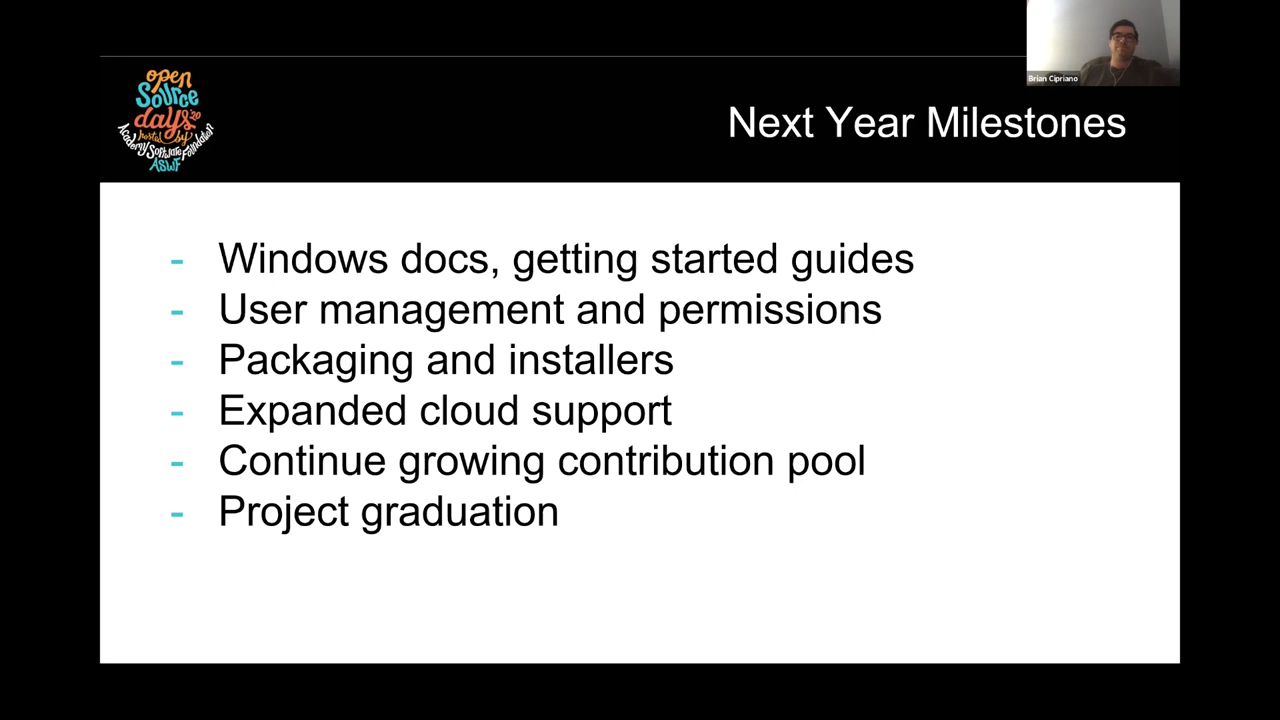 open
Source
days '20
hosted by
Academy Software Foundation
ASWF
Brian Cipriano
Next Year Milestones
- Windows docs, getting started guides
- User management and permissions
- Packaging and installers
- Expanded cloud support
- Continue growing contribution pool
- Project graduation